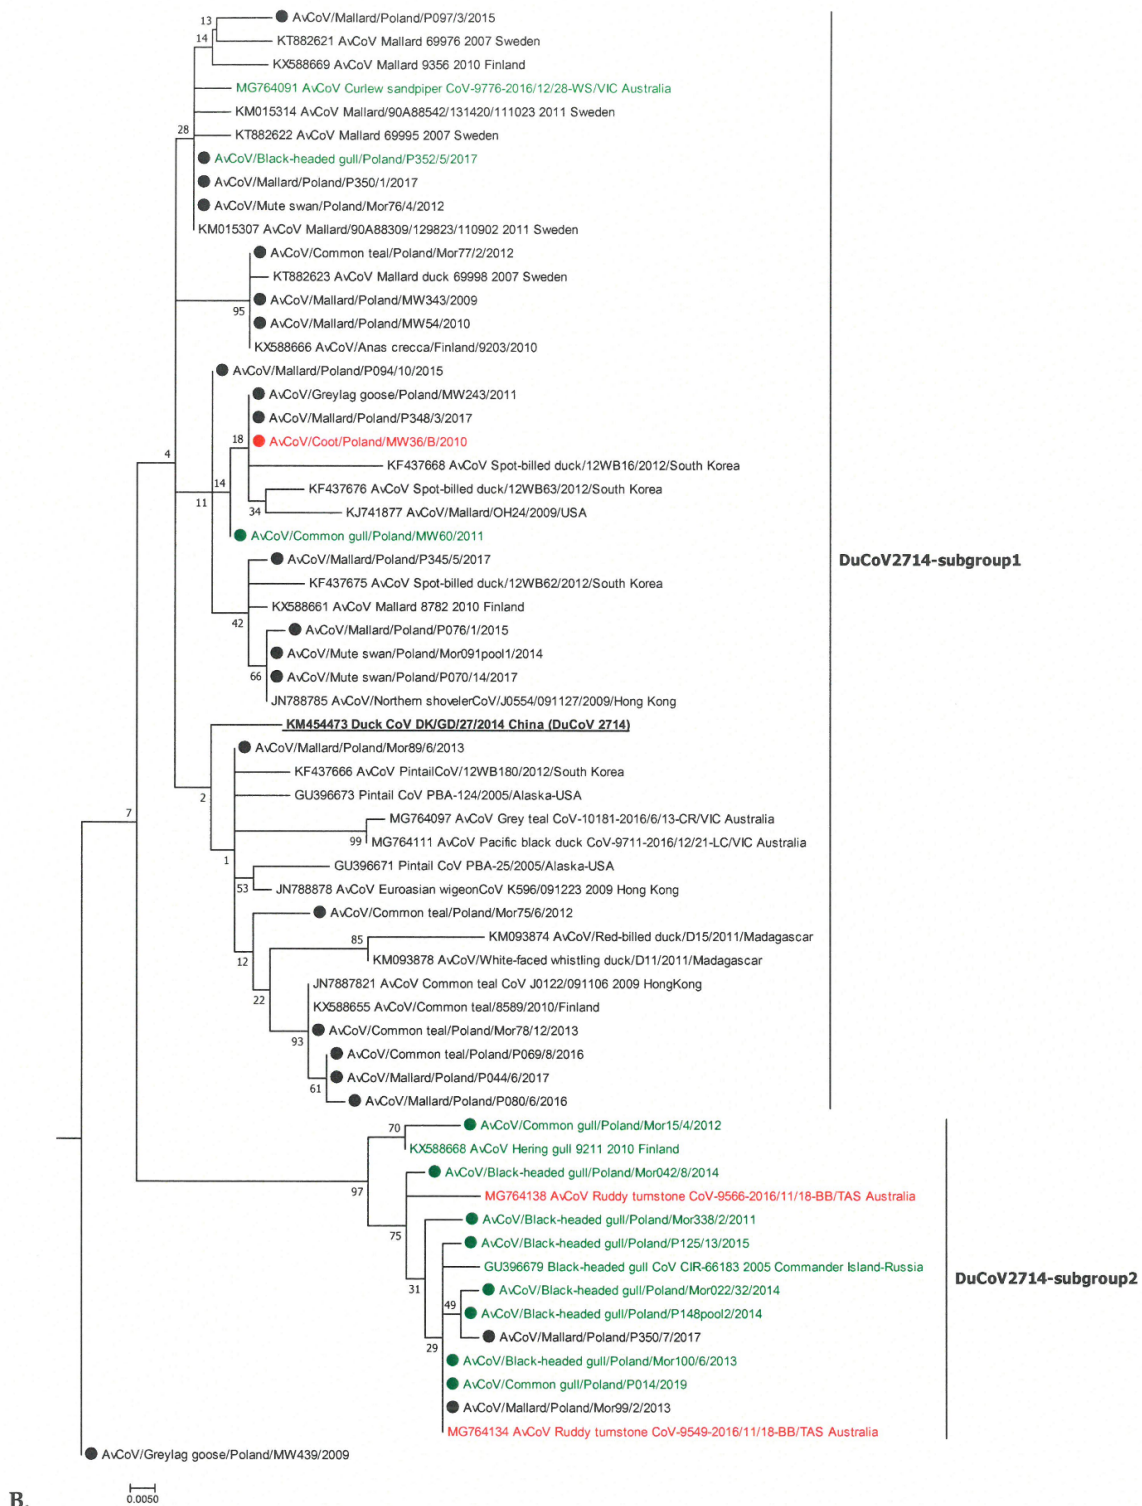 13
AvCoV/Mallard/Poland/P097/3/2015
14
KT882621 AvCoV Mallard 69976 2007 Sweden
KX588669 AvCoV Mallard 9356 2010 Finland
MG764091 AvCoV Curlew sandpiper CoV-9776-2016/12/28-WS/VIC Australia
KM015314 AvCoV Mallard/90A88542/131420/111023 2011 Sweden
28
KT882622 AvCoV Mallard 69995 2007 Sweden
AvCoV/Black-headed gull/Poland/P352/5/2017
AvCoV/Mallard/Poland/P350/1/2017
AvCoV/Mute swan/Poland/Mor76/4/2012
KM015307 AvCoV Mallard/90A88309/129823/110902 2011 Sweden
AvCoV/Common teal/Poland/Mor77/2/2012
KT882623 AvCoV Mallard duck 69998 2007 Sweden
AvCoV/Mallard/Poland/MW343/2009
95
AvCoV/Mallard/Poland/MW54/2010
KX588666 AvCoV/Anas crecca/Finland/9203/2010
AvCoV/Mallard/Poland/P094/10/2015
AvCoV/Greylag goose/Poland/MW243/2011
AvCoV/Mallard/Poland/P348/3/2017
18
AvCoV/Coot/Poland/MW36/B/2010
4
KF437668 AvCoV Spot-billed duck/12WB16/2012/South Korea
14
KF437676 AvCoV Spot-billed duck/12WB63/2012/South Korea
11
34
KJ741877 AvCoV/Mallard/OH24/2009/USA
AvCoV/Common gull/Poland/MW60/2011
AvCoV/Mallard/Poland/P345/5/2017
DuCoV2714-subgroup1
KF437675 AvCoV Spot-billed duck/12WB62/2012/South Korea
KX588661 AvCoV Mallard 8782 2010 Finland
42
AvCoV/Mallard/Poland/P076/1/2015
AvCoV/Mute swan/Poland/Mor091pool1/2014
66
AvCoV/Mute swan/Poland/P070/14/2017
JN788785 AvCoV/Northern shovelerCoV/J0554/091127/2009/Hong Kong
KM454473 Duck CoV DK/GD/27/2014 China (DuCoV 2714)
AvCoV/Mallard/Poland/Mor89/6/2013
KF437666 AvCoV PintailCoV/12WB180/2012/South Korea
2
GU396673 Pintail CoV PBA-124/2005/Alaska-USA
7
MG764097 AvCoV Grey teal CoV-10181-2016/6/13-CR/VIC Australia
99
MG764111 AvCoV Pacific black duck CoV-9711-2016/12/21-LC/VIC Australia
1
GU396671 Pintail CoV PBA-25/2005/Alaska-USA
53
JN788878 AvCoV Euroasian wigeonCoV K596/091223 2009 Hong Kong
AvCoV/Common teal/Poland/Mor75/6/2012
85
KM093874 AvCoV/Red-billed duck/D15/2011/Madagascar
12
KM093878 AvCoV/White-faced whistling duck/D11/2011/Madagascar
JN7887821 AvCoV Common teal CoV J0122/091106 2009 HongKong
22
KX588655 AvCoV/Common teal/8589/2010/Finland
AvCoV/Common teal/Poland/Mor78/12/2013
93
AvCoV/Common teal/Poland/P069/8/2016
AvCoV/Mallard/Poland/P044/6/2017
61
AvCoV/Mallard/Poland/P080/6/2016
70
AvCoV/Common gull/Poland/Mor15/4/2012
KX588668 AvCoV Hering gull 9211 2010 Finland
AvCoV/Black-headed gull/Poland/Mor042/8/2014
97
MG764138 AvCoV Ruddy turnstone CoV-9566-2016/11/18-BB/TAS Australia
AvCoV/Black-headed gull/Poland/Mor338/2/2011
75
AvCoV/Black-headed gull/Poland/P125/13/2015
GU396679 Black-headed gull CoV CIR-66183 2005 Commander Island-Russia
DuCoV2714-subgroup2
31
AvCoV/Black-headed gull/Poland/Mor022/32/2014
49
AvCoV/Black-headed gull/Poland/P148pool2/2014
AvCoV/Mallard/Poland/P350/7/2017
29
AvCoV/Black-headed gull/Poland/Mor100/6/2013
AvCoV/Common gull/Poland/P014/2019
AvCoV/Mallard/Poland/Mor99/2/2013
MG764134 AvCoV Ruddy turnstone CoV-9549-2016/11/18-BB/TAS Australia
AvCoV/Greylag goose/Poland/MW439/2009
B.
0.0050